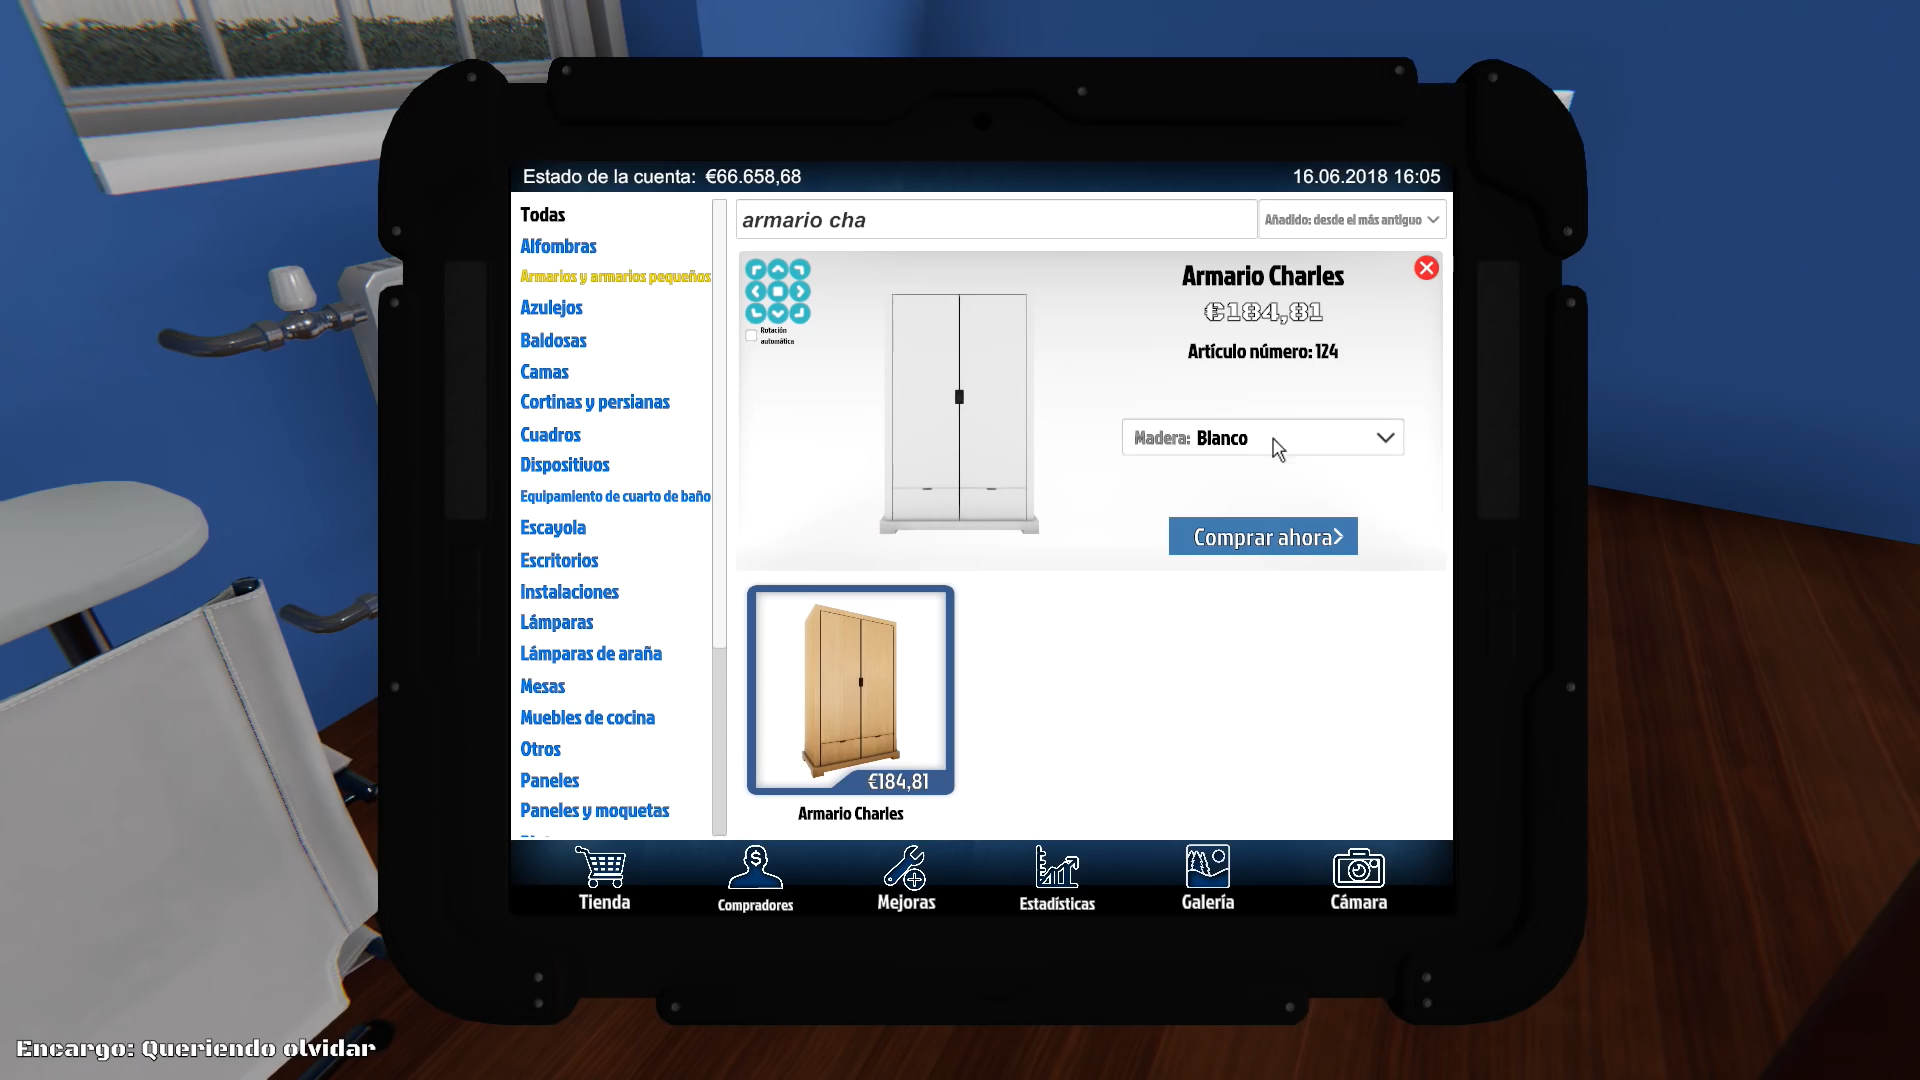 Estado de la cuenta: €66.658,68
16.06.2018 16:05
Todas
Alfombras
Armarios y armarios pequeños
Azulejos
Baldosas
Camas
Cortinas y persianas
Cuadros
Dispositivos
Equipamiento de cuarto de baño
Escayola
Escritorios
Instalaciones
Lámparas
Lámparas de araña
Mesas
Muebles de cocina
Otros
Paneles
Paneles y moquetas
armario cha
Añadido: desde el más antiguo
Rotación
automática
Armario Charles
€184,81
Artículo número: 124
Madera: Blanco
Comprar ahora
€184,81
Armario Charles
Tienda
Compradores
Mejoras
Estadísticas
Galería
Cámara
Encargo: Queriendo olvidar